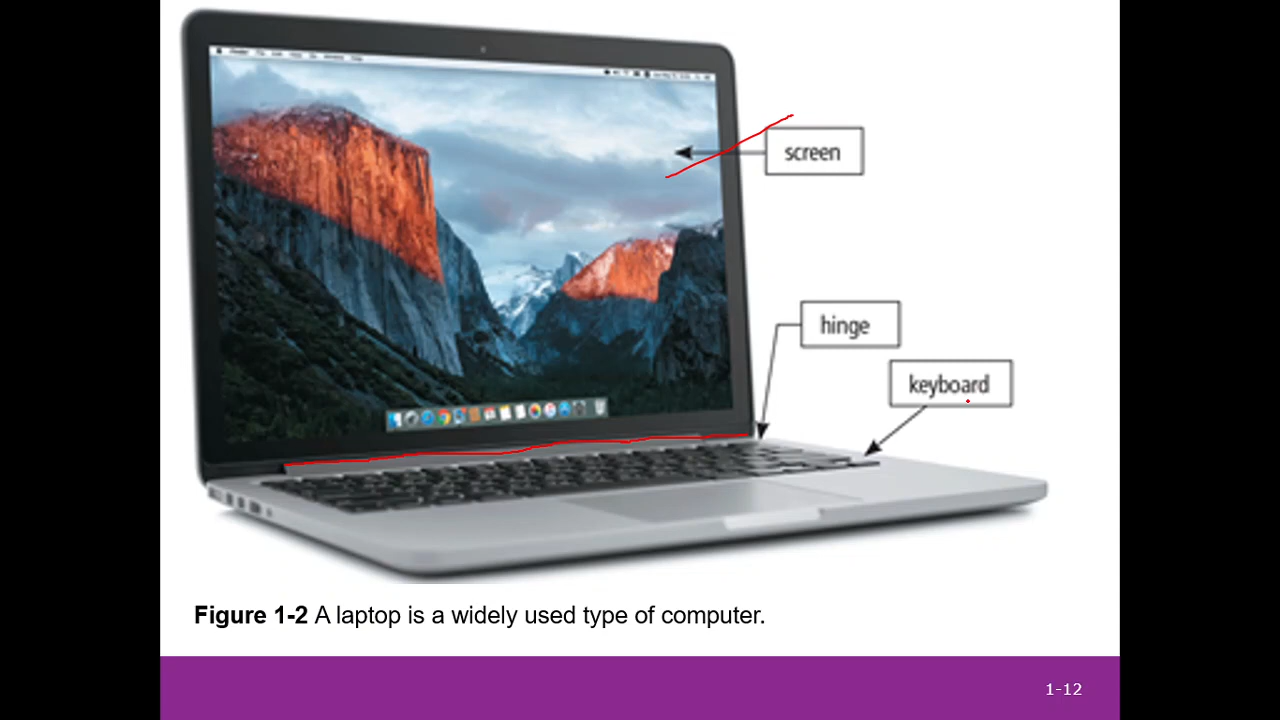 screen
hinge
keyboard
Figure 1-2 A laptop is a widely used type of computer.
1-12